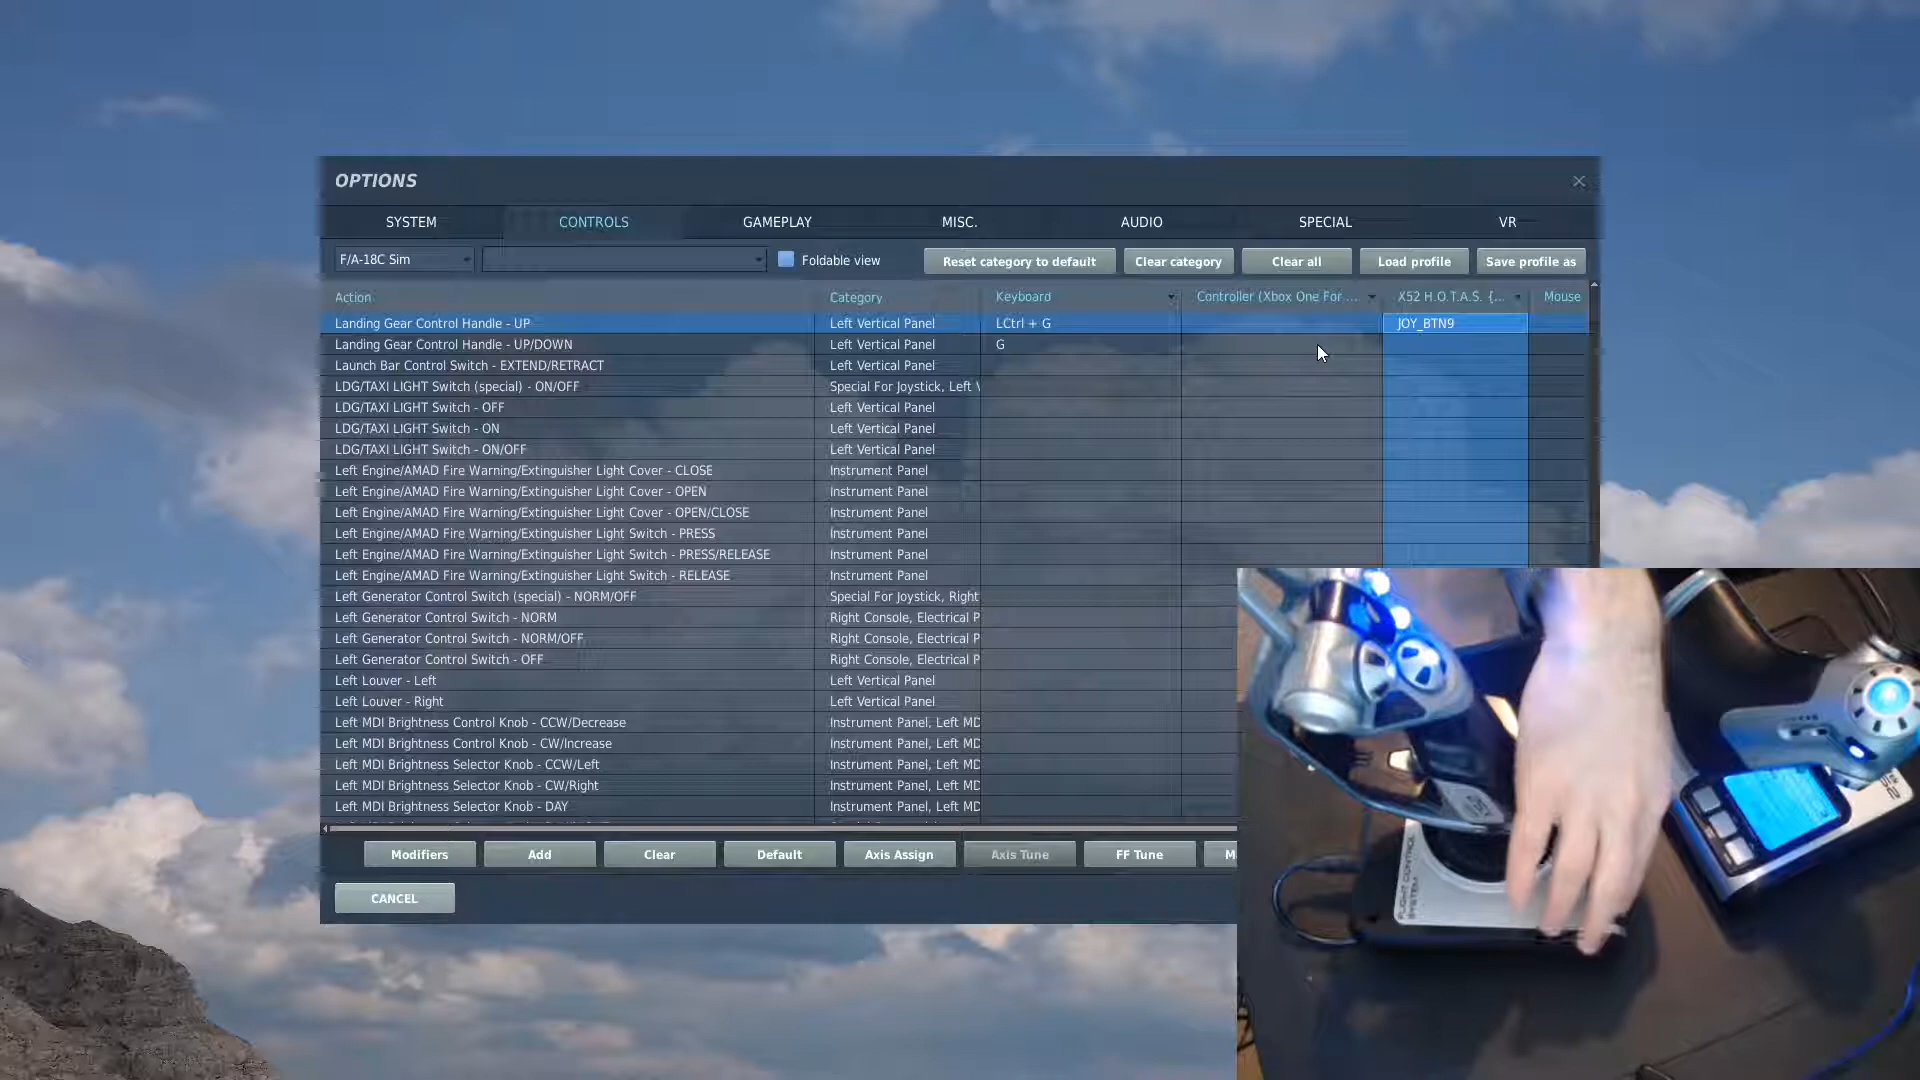 OPTIONS
SYSTEM CONTROLS GAMEPLAY MISC. AUDIO SPECIAL VR
F/A-18C Sim Foldable view Reset category to default Clear category Clear all Load profile Save profile as
Action Category Keyboard Controller (Xbox One For ... X52 H.O.T.A.S. {... Mouse
Landing Gear Control Handle - UP Left Vertical Panel LCtrl + G JOY_BTN9
Landing Gear Control Handle - UP/DOWN Left Vertical Panel G
Launch Bar Control Switch - EXTEND/RETRACT Left Vertical Panel
LDG/TAXI LIGHT Switch (special) - ON/OFF Special For Joystick, Left V
LDG/TAXI LIGHT Switch - OFF Left Vertical Panel
LDG/TAXI LIGHT Switch - ON Left Vertical Panel
LDG/TAXI LIGHT Switch - ON/OFF Left Vertical Panel
Left Engine/AMAD Fire Warning/Extinguisher Light Cover - CLOSE Instrument Panel
Left Engine/AMAD Fire Warning/Extinguisher Light Cover - OPEN Instrument Panel
Left Engine/AMAD Fire Warning/Extinguisher Light Cover - OPEN/CLOSE Instrument Panel
Left Engine/AMAD Fire Warning/Extinguisher Light Switch - PRESS Instrument Panel
Left Engine/AMAD Fire Warning/Extinguisher Light Switch - PRESS/RELEASE Instrument Panel
Left Engine/AMAD Fire Warning/Extinguisher Light Switch - RELEASE Instrument Panel
Left Generator Control Switch (special) - NORM/OFF Special For Joystick, Right
Left Generator Control Switch - NORM Right Console, Electrical P
Left Generator Control Switch - NORM/OFF Right Console, Electrical P
Left Generator Control Switch - OFF Right Console, Electrical P
Left Louver - Left Left Vertical Panel
Left Louver - Right Left Vertical Panel
Left MDI Brightness Control Knob - CCW/Decrease Instrument Panel, Left MD
Left MDI Brightness Control Knob - CW/Increase Instrument Panel, Left MD
Left MDI Brightness Selector Knob - CCW/Left Instrument Panel, Left MD
Left MDI Brightness Selector Knob - CW/Right Instrument Panel, Left MD
Left MDI Brightness Selector Knob - DAY Instrument Panel, Left MD
Modifiers Add Clear Default Axis Assign Axis Tune FF Tune M
CANCEL
FLIGHT CONTROL
SYSTEM